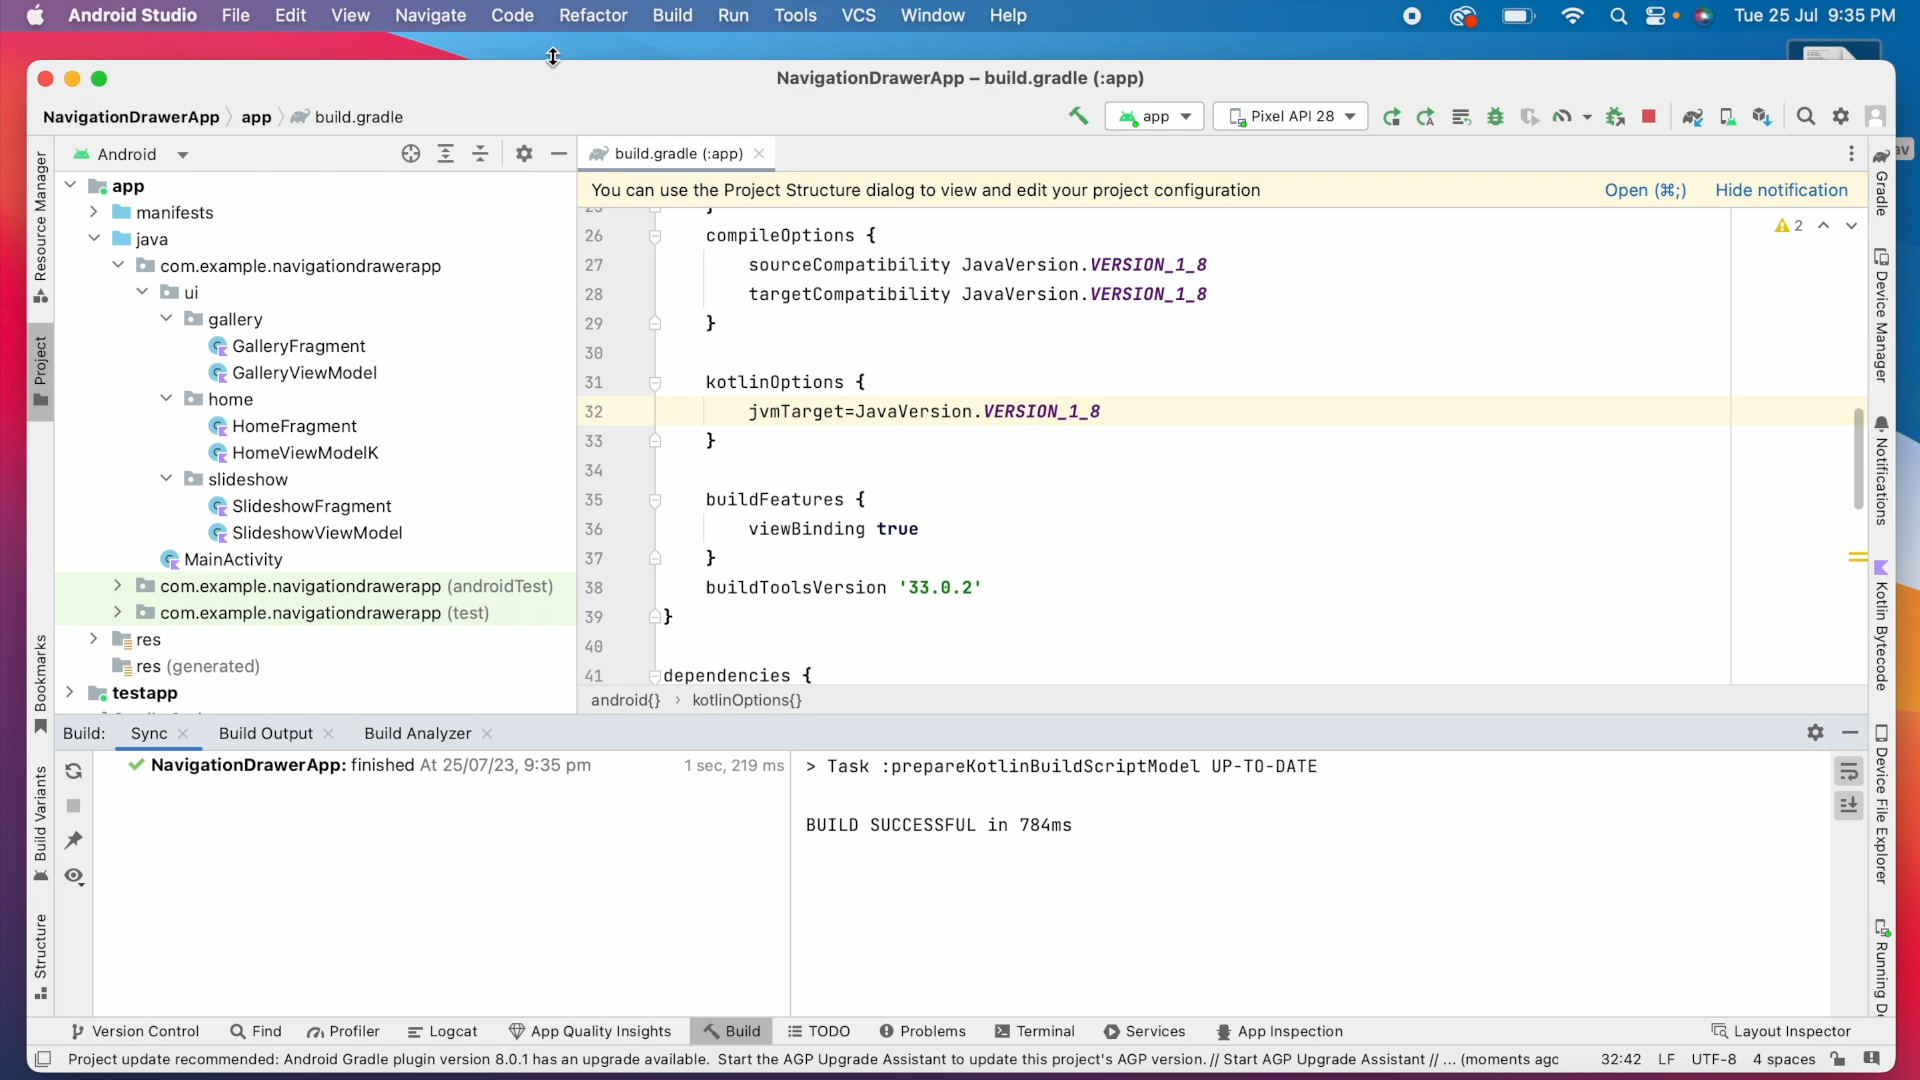 Android Studio File Edit View Navigate Code Refactor Build Run Tools VCS Window Help Tue 25 Jul 9:35 PM
NavigationDrawerApp – build.gradle (:app)
NavigationDrawerApp app build.gradle app Pixel API 28
Android build.gradle (:app)
You can use the Project Structure dialog to view and edit your project configuration Open (⌘;) Hide notification
app
manifests
java
com.example.navigationdrawerapp
ui
gallery
GalleryFragment
GalleryViewModel
home
HomeFragment
HomeViewModelK
slideshow
SlideshowFragment
SlideshowViewModel
MainActivity
com.example.navigationdrawerapp (androidTest)
com.example.navigationdrawerapp (test)
res
res (generated)
testapp
}
26 compileOptions {
27 sourceCompatibility JavaVersion.VERSION_1_8
28 targetCompatibility JavaVersion.VERSION_1_8
29 }
30
31 kotlinOptions {
32 jvmTarget=JavaVersion.VERSION_1_8
33 }
34
35 buildFeatures {
36 viewBinding true
37 }
38 buildToolsVersion '33.0.2'
39 }
40
41 dependencies {
2
android{} › kotlinOptions{}
Resource Manager
Project
Bookmarks
Build Variants
Structure
Gradle
Device Manager
Notifications
Kotlin Bytecode
Device File Explorer
Running D
av
Build: Sync Build Output Build Analyzer
NavigationDrawerApp: finished At 25/07/23, 9:35 pm 1 sec, 219 ms
> Task :prepareKotlinBuildScriptModel UP-TO-DATE
BUILD SUCCESSFUL in 784ms
Version Control Find Profiler Logcat App Quality Insights Build TODO Problems Terminal Services App Inspection Layout Inspector
Project update recommended: Android Gradle plugin version 8.0.1 has an upgrade available. Start the AGP Upgrade Assistant to update this project's AGP version. // Start AGP Upgrade Assistant // ... (moments agc 32:42 LF UTF-8 4 spaces